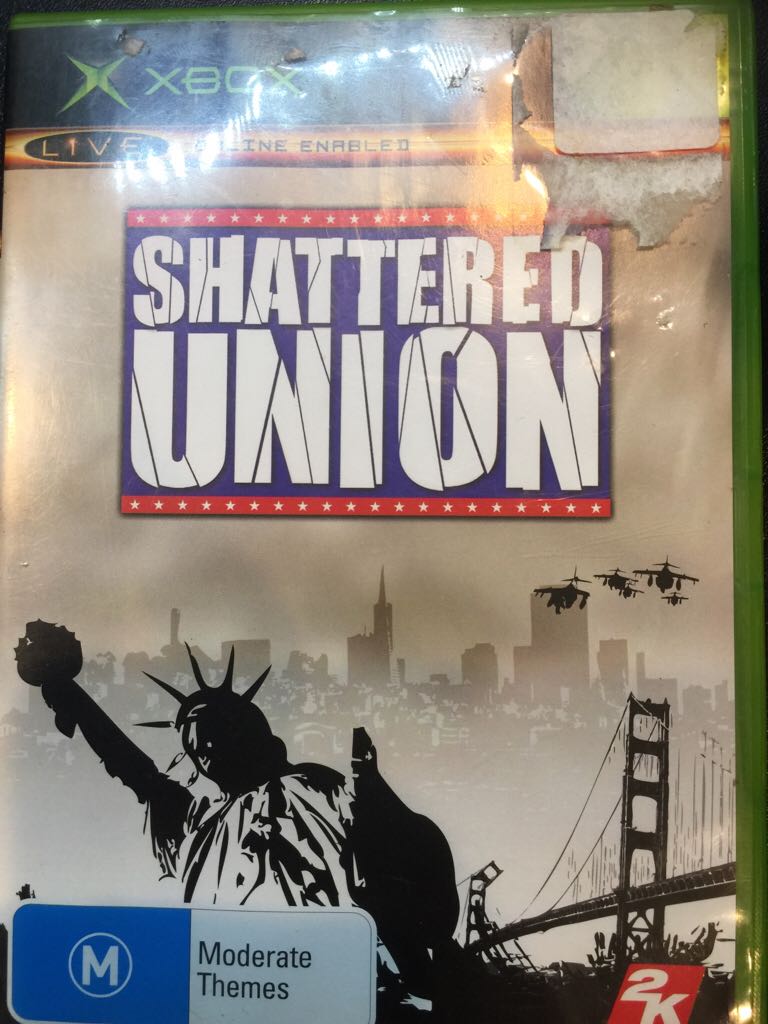 XBOX
LIVE ONLINE ENABLED
SHATTERED
UNION
M
Moderate
Themes
2K